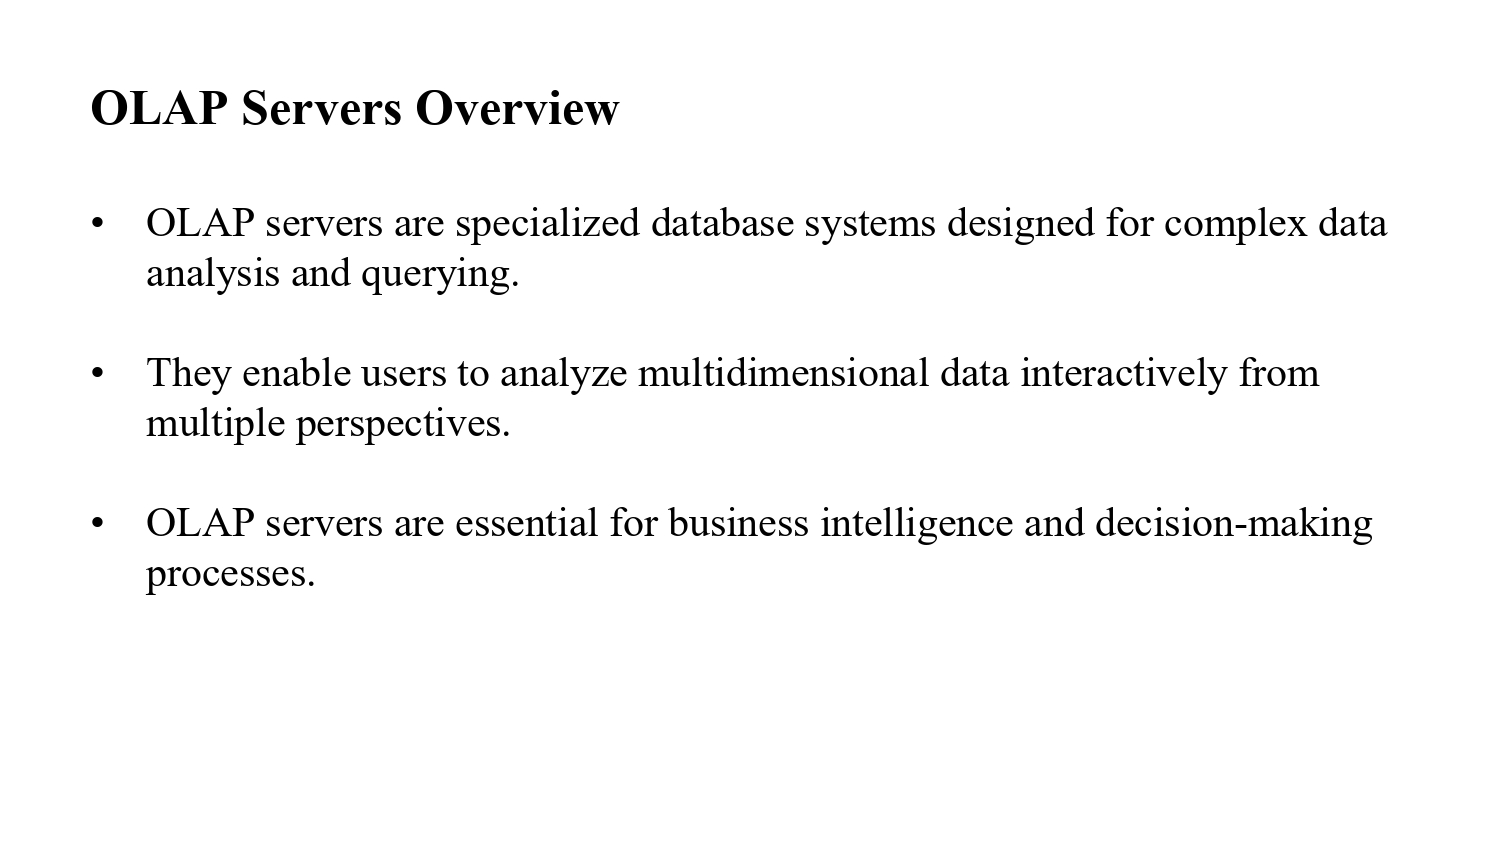 OLAP Servers Overview
• OLAP servers are specialized database systems designed for complex data
analysis and querying.
• They enable users to analyze multidimensional data interactively from
multiple perspectives.
• OLAP servers are essential for business intelligence and decision-making
processes.